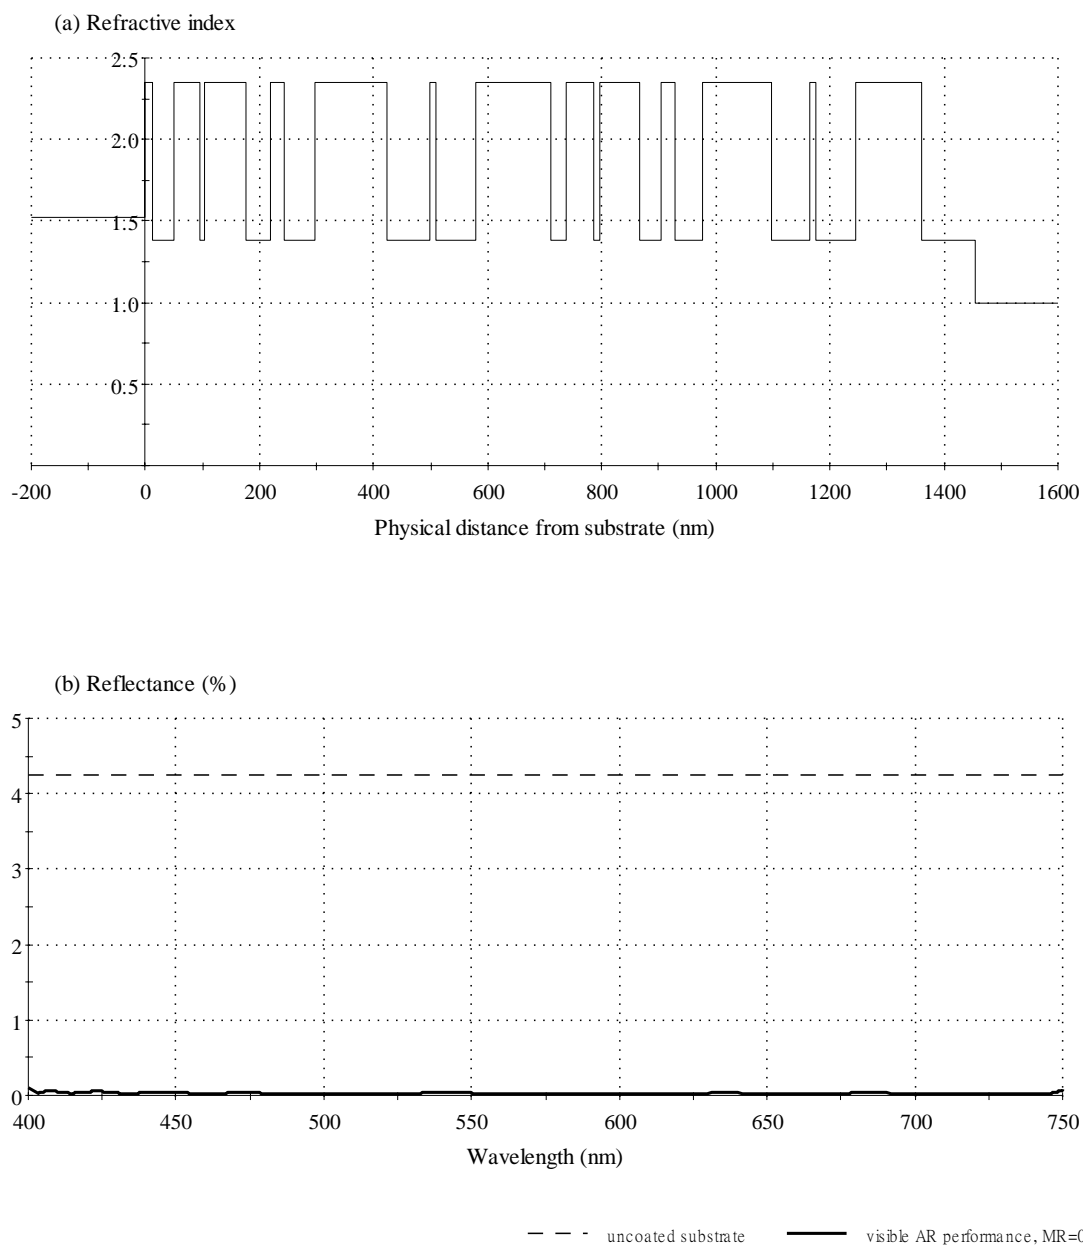 (a) Refractive index
2.5
2.0
1.5
1.0
0.5
-200 0 200 400 600 800 1000 1200 1400 1600
Physical distance from substrate (nm)
(b) Reflectance (%)
5
4
3
2
1
0
400 450 500 550 600 650 700 750
Wavelength (nm)
uncoated substrate visible AR performance, MR=0